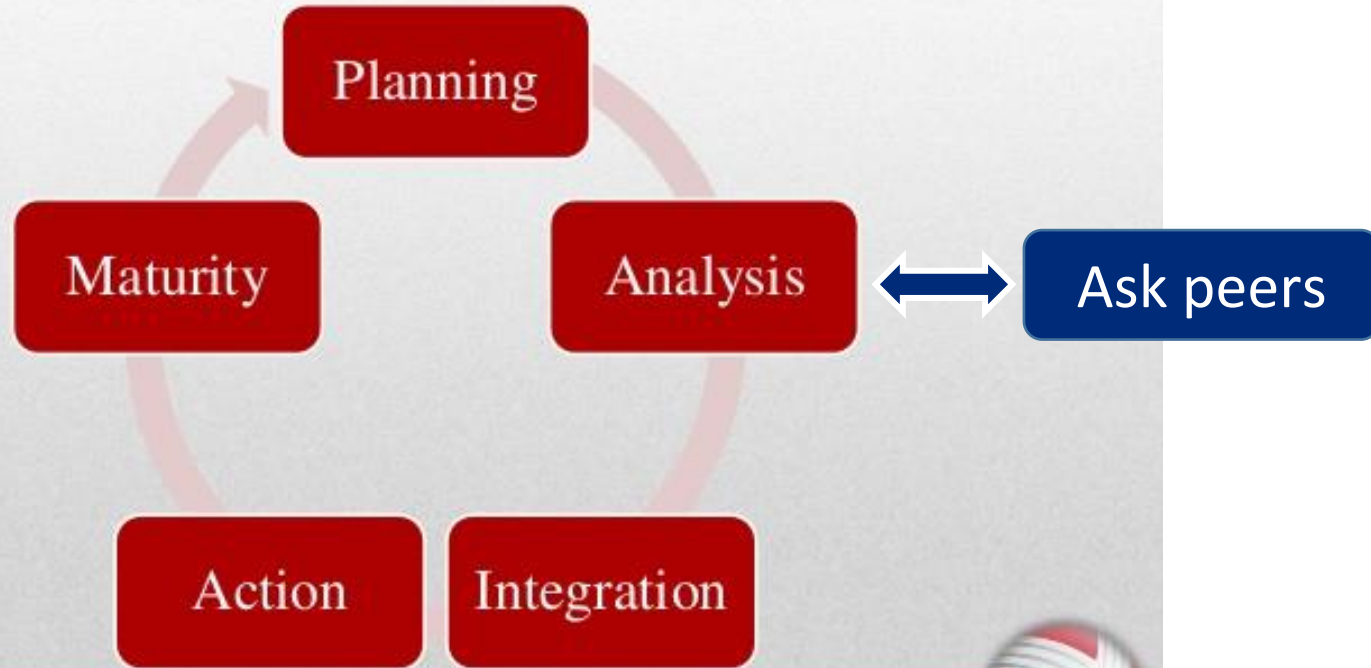 Planning
Maturity
Analysis
Ask peers
Action
Integration